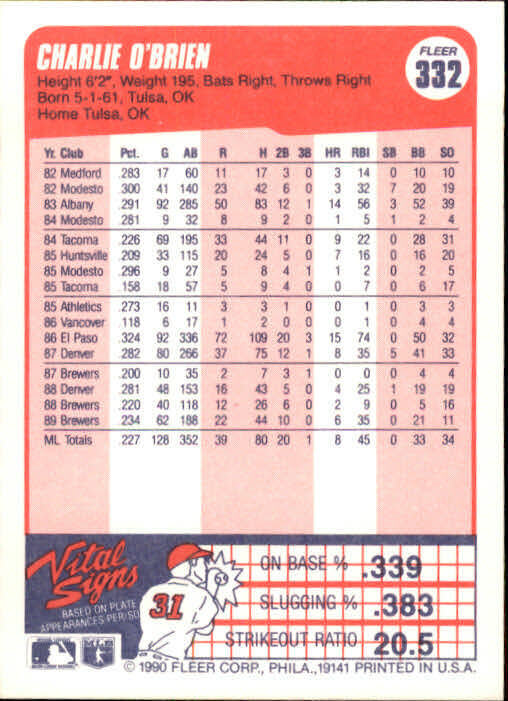 CHARLIE O'BRIEN
FLEER
332
Height 6'2", Weight 195, Bats Right, Throws Right
Born 5-1-61, Tulsa, OK
Home Tulsa, OK
Yr. Club Pct. G AB R H 2B 3B HR RBI SB BB SO
82 Medford .283 17 60 11 17 3 0 3 14 0 10 10
82 Modesto .300 41 140 23 42 6 0 3 32 7 20 19
83 Albany .291 92 285 50 83 12 1 14 56 3 52 39
84 Modesto .281 9 32 8 9 2 0 1 5 1 2 4
84 Tacoma .226 69 195 33 44 11 0 9 22 0 28 31
85 Huntsville .209 33 115 20 24 5 0 7 16 0 16 20
85 Modesto .296 9 27 5 8 4 1 1 2 0 2 5
85 Tacoma .158 18 57 5 9 4 0 0 7 0 6 17
85 Athletics .273 16 11 3 3 1 0 0 1 0 3 3
86 Vancover .118 6 17 1 2 0 0 0 1 0 4 4
86 El Paso .324 92 336 72 109 20 3 15 74 0 50 32
87 Denver .282 80 266 37 75 12 1 8 35 5 41 33
87 Brewers .200 10 35 2 7 3 1 0 0 0 4 4
88 Denver .281 48 153 16 43 5 0 4 25 1 19 19
88 Brewers .220 40 118 12 26 6 0 2 9 0 5 16
89 Brewers .234 62 188 22 44 10 0 6 35 0 21 11
ML Totals .227 128 352 39 80 20 1 8 45 0 33 34
Vital
Signs
BASED ON PLATE
APPEARANCES PER/SO
31
ON BASE % .339
SLUGGING % .383
STRIKEOUT RATIO 20.5
© 1990 FLEER CORP., PHILA., 19141 PRINTED IN U.S.A.